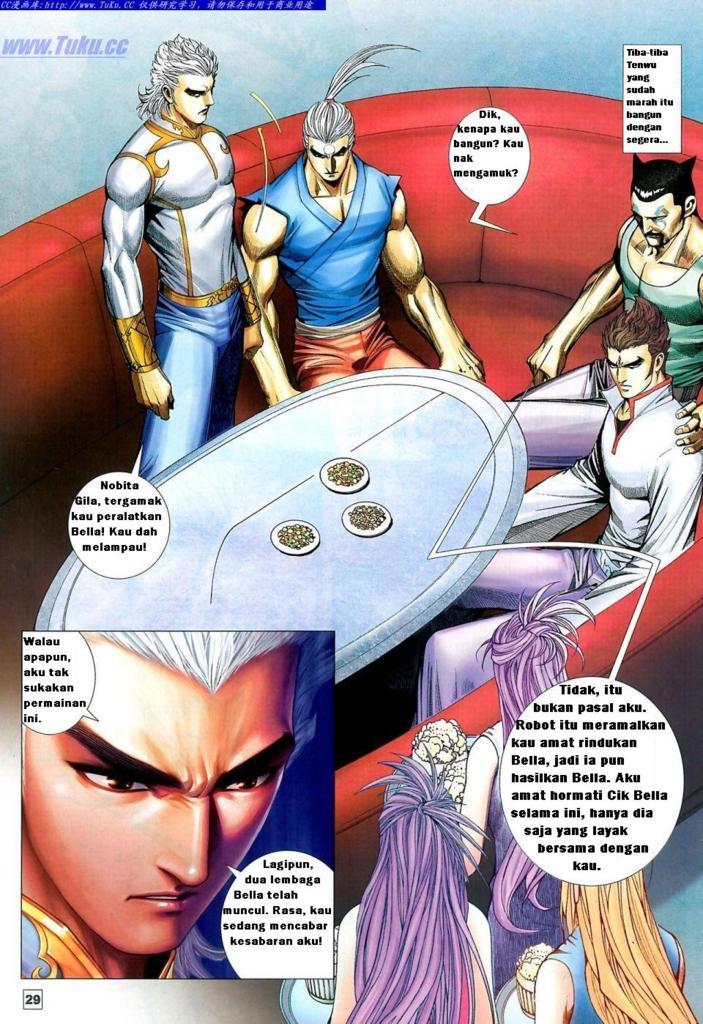 CC漫画库:http://www.TuKu.CC 仅供研究学习，请勿保存和用于商业用途
www.Tuku.cc
Tiba-tiba
Tenwu
yang
sudah
marah itu
bangun
dengan
segera...
Dik,
kenapa kau
bangun? Kau
nak
mengamuk?
Nobita
Gila, tergamak
kau peralatkan
Bella! Kau dah
melampau!
Tidak, itu
bukan pasal aku.
Robot itu meramalkan
kau amat rindukan
Bella, jadi ia pun
hasilkan Bella. Aku
amat hormati Cik Bella
selama ini, hanya dia
saja yang layak
bersama dengan
kau.
Walau
apapun,
aku tak
sukakan
permainan
ini.
Lagipun,
dua lembaga
Bella telah
muncul. Rasa, kau
sedang mencabar
kesabaran aku!
29